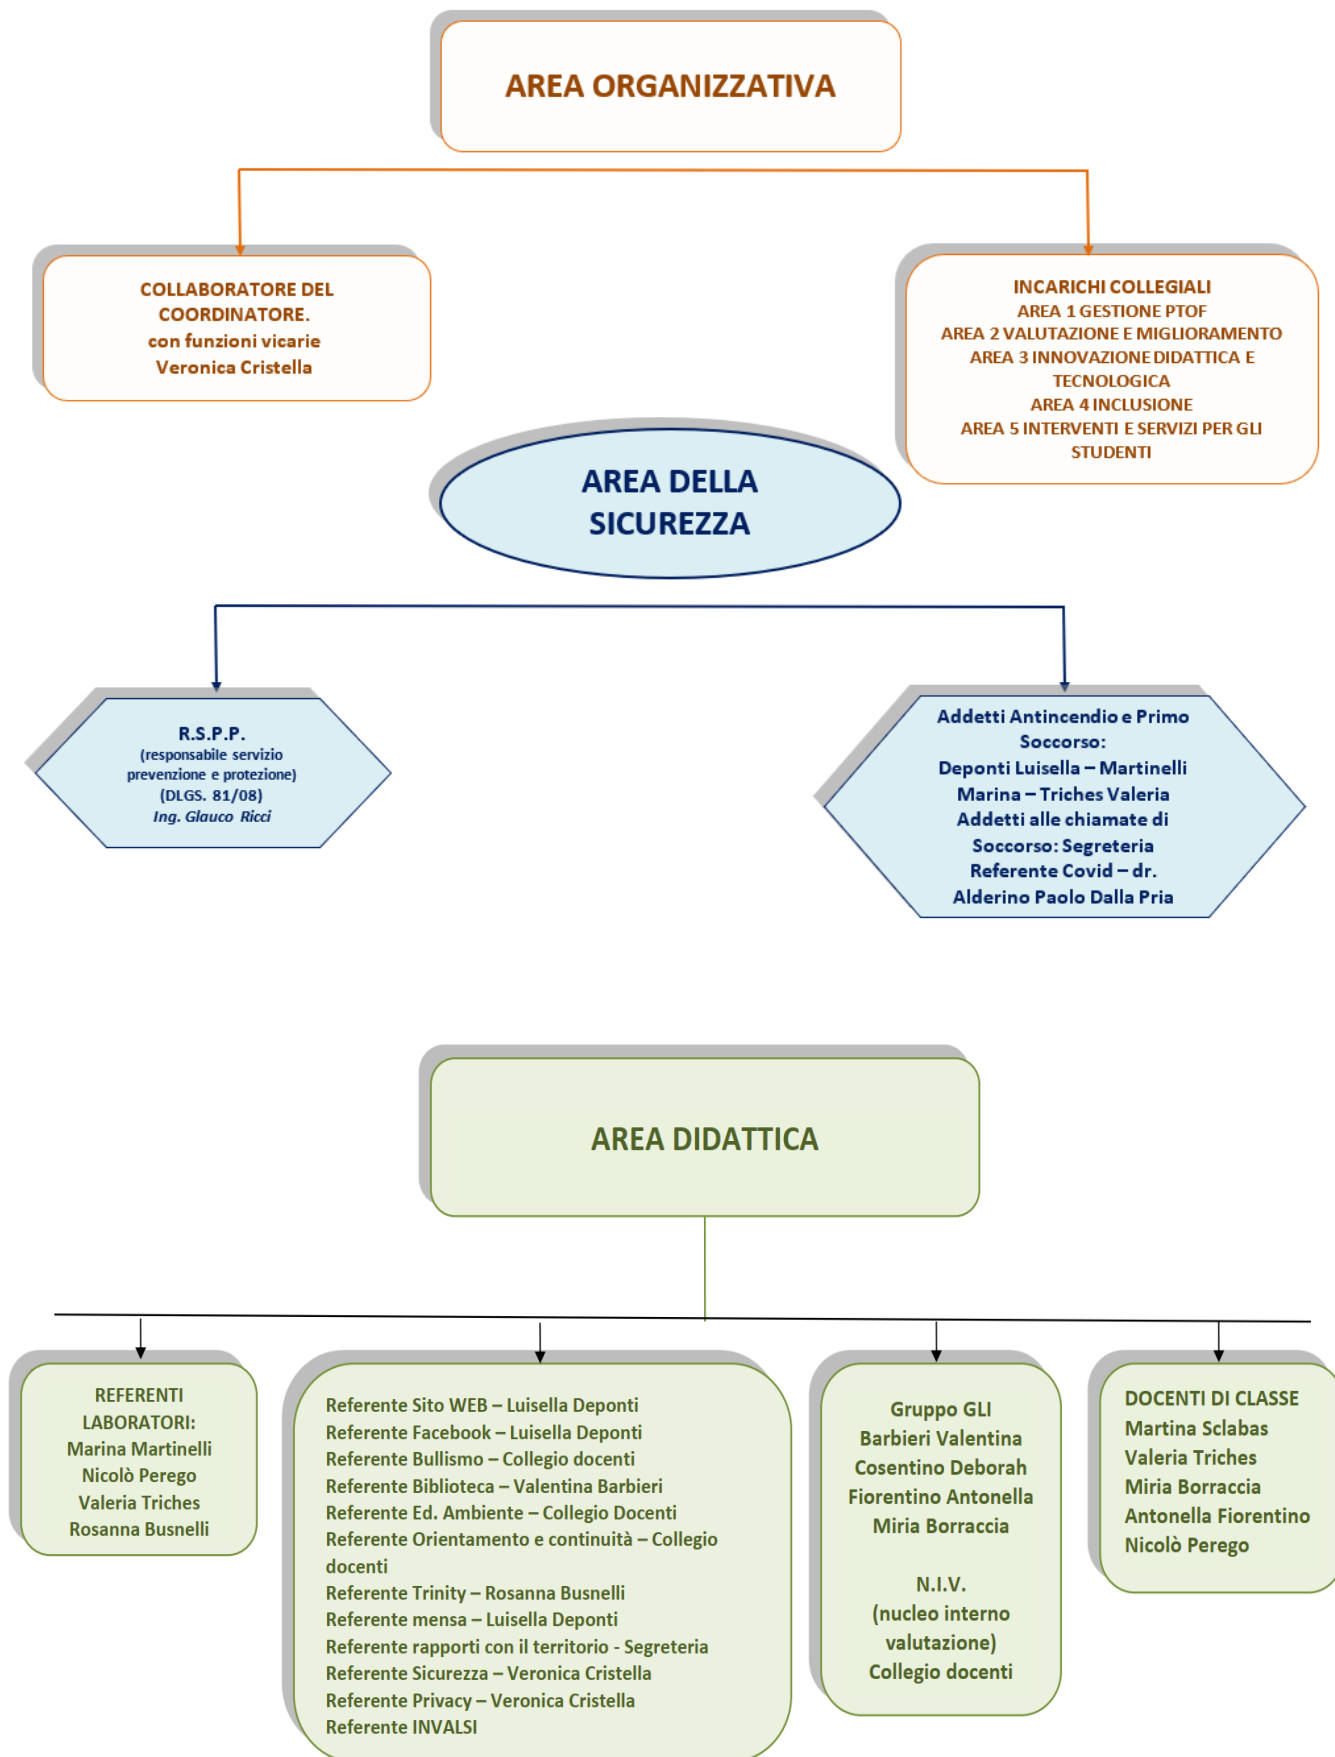 AREA ORGANIZZATIVA
COLLABORATORE DEL
COORDINATORE.
con funzioni vicarie
Veronica Cristella
INCARICHI COLLEGIALI
AREA 1 GESTIONE PTOF
AREA 2 VALUTAZIONE E MIGLIORAMENTO
AREA 3 INNOVAZIONE DIDATTICA E
TECNOLOGICA
AREA 4 INCLUSIONE
AREA 5 INTERVENTI E SERVIZI PER GLI
STUDENTI
AREA DELLA
SICUREZZA
R.S.P.P.
(responsabile servizio
prevenzione e protezione)
(DLGS. 81/08)
Ing. Glauco Ricci
Addetti Antincendio e Primo
Soccorso:
Deponti Luisella – Martinelli
Marina – Triches Valeria
Addetti alle chiamate di
Soccorso: Segreteria
Referente Covid – dr.
Alderino Paolo Dalla Pria
AREA DIDATTICA
REFERENTI
LABORATORI:
Marina Martinelli
Nicolò Perego
Valeria Triches
Rosanna Busnelli
Referente Sito WEB – Luisella Deponti
Referente Facebook – Luisella Deponti
Referente Bullismo – Collegio docenti
Referente Biblioteca – Valentina Barbieri
Referente Ed. Ambiente – Collegio Docenti
Referente Orientamento e continuità – Collegio
docenti
Referente Trinity – Rosanna Busnelli
Referente mensa – Luisella Deponti
Referente rapporti con il territorio - Segreteria
Referente Sicurezza – Veronica Cristella
Referente Privacy – Veronica Cristella
Referente INVALSI
Gruppo GLI
Barbieri Valentina
Cosentino Deborah
Fiorentino Antonella
Miria Borraccia
N.I.V.
(nucleo interno
valutazione)
Collegio docenti
DOCENTI DI CLASSE
Martina Sclabas
Valeria Triches
Miria Borraccia
Antonella Fiorentino
Nicolò Perego